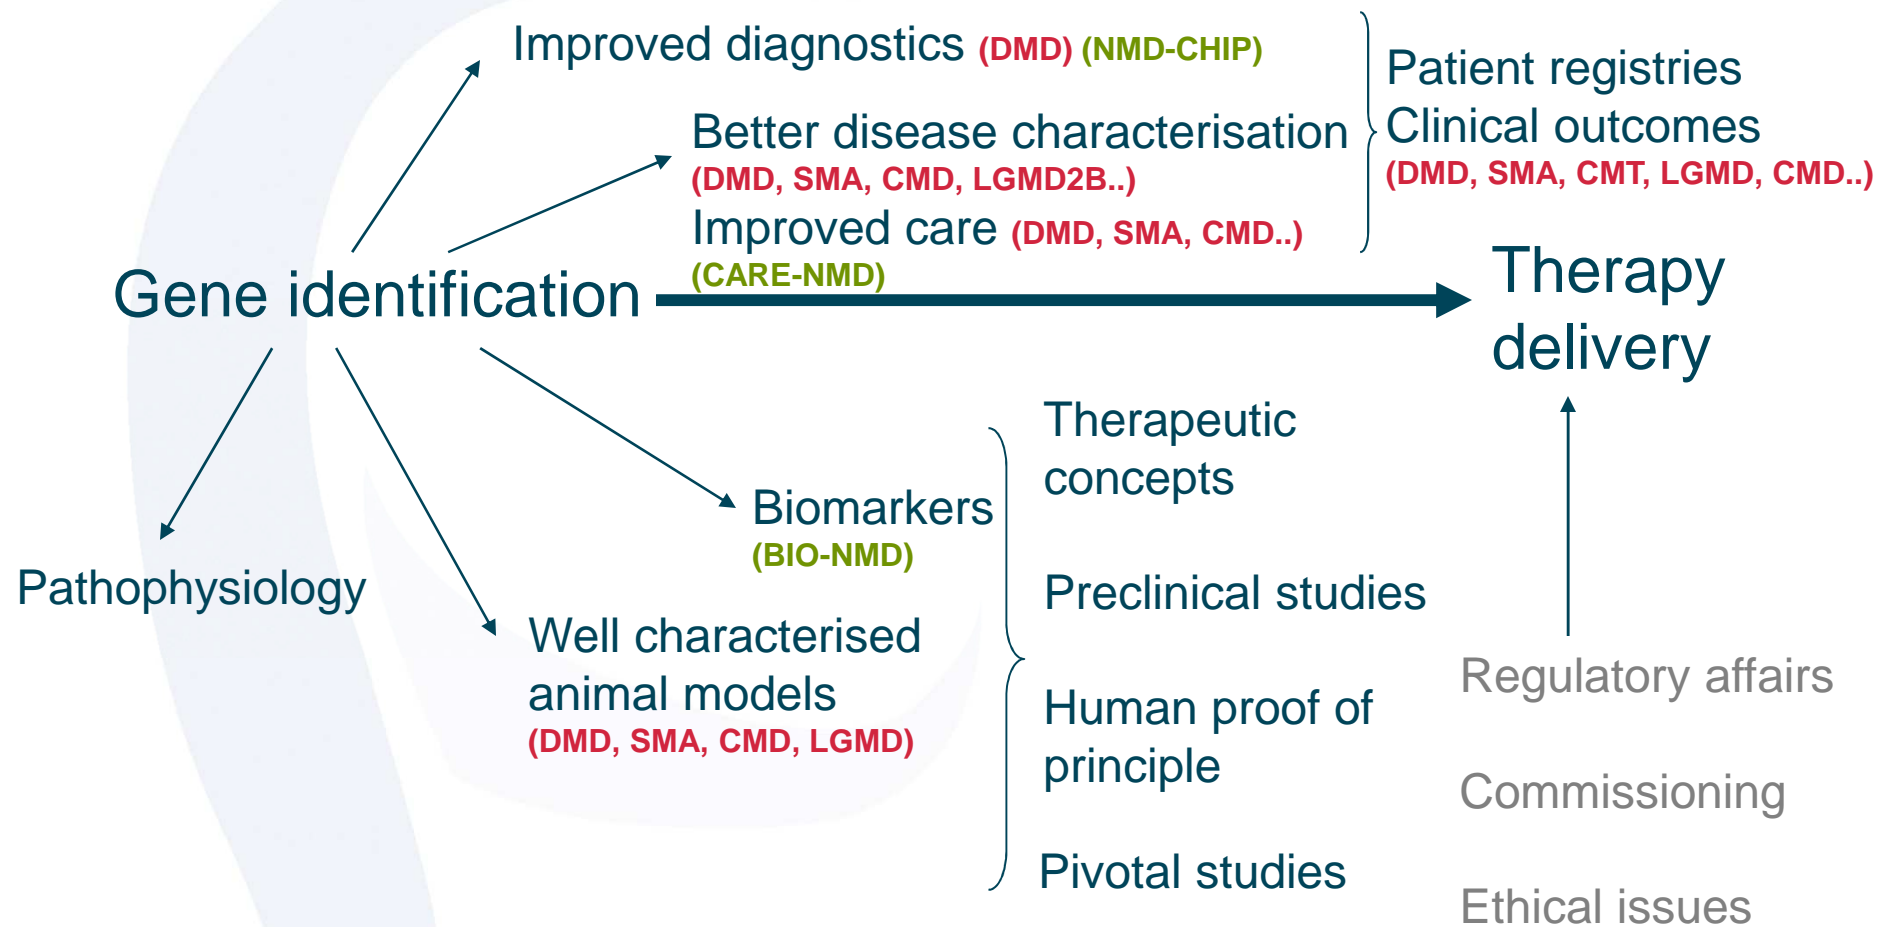 Improved diagnostics (DMD) (NMD-CHIP)
Better disease characterisation
(DMD, SMA, CMD, LGMD2B..)
Improved care (DMD, SMA, CMD..)
(CARE-NMD)
Patient registries
Clinical outcomes
(DMD, SMA, CMT, LGMD, CMD..)
Gene identification
Therapy
delivery
Pathophysiology
Biomarkers
(BIO-NMD)
Well characterised
animal models
(DMD, SMA, CMD, LGMD)
Therapeutic
concepts
Preclinical studies
Human proof of
principle
Pivotal studies
Regulatory affairs
Commissioning
Ethical issues